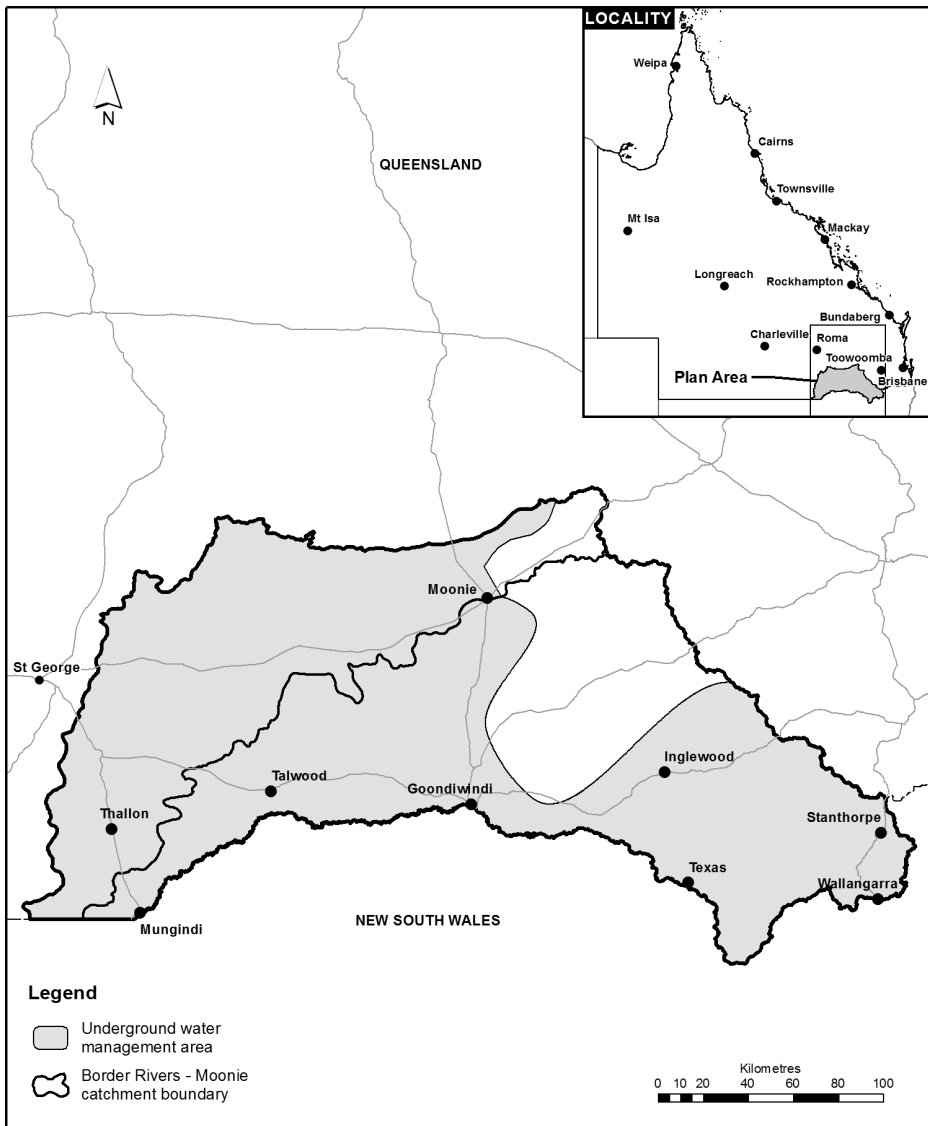 LOCALITY
Weipa
Cairns
Townsville
Mt Isa
Mackay
Longreach
Rockhampton
Bundaberg
Charleville
Roma
Toowoomba
Plan Area
Brisbane
N
QUEENSLAND
Moonie
St George
Inglewood
Talwood
Goondiwindi
Thallon
Stanthorpe
Texas
Wallangarra
Mungindi
NEW SOUTH WALES
Legend
Underground water
management area
Border Rivers - Moonie
catchment boundary
Kilometres
0 10 20 40 60 80 100